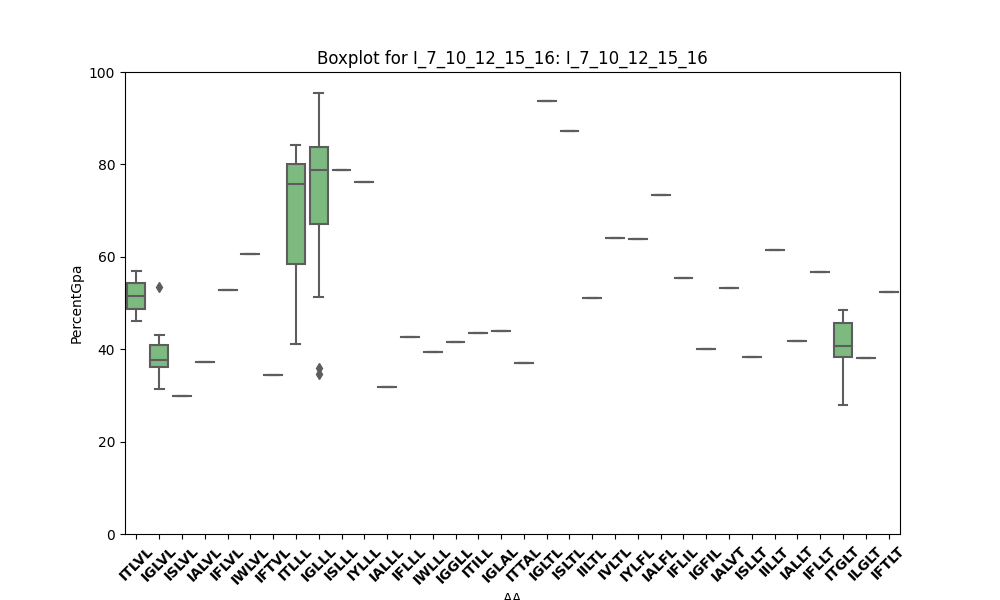 Boxplot for I_7_10_12_15_16: I_7_10_12_15_16
PercentGpa
100
80
60
40
20
0
ITLVL IGLVL ISLVL IALVL IFLVL IWLVL IFTVL ITLLL IGLLL ISLLL IYLLL IALLL IFLLL IWLLL IGGLL ITILL IGLAL ITTAL IGLTL ISLTL IILTL IVLTL IYLFL IALFL IFLIL IGFIL IALVT ISLLT IILLT IALLT IFLLT ITGLT ILGLT IFTLT
AA